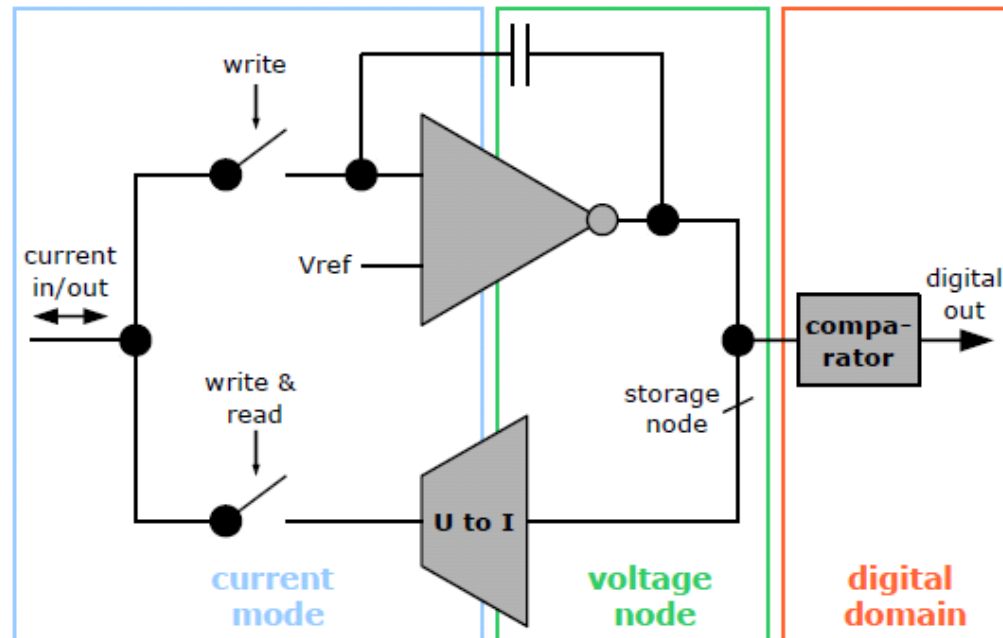 write
current
in/out
Vref
write &
read
U to I
storage
node
compa-
rator
digital
out
current
mode
voltage
node
digital
domain